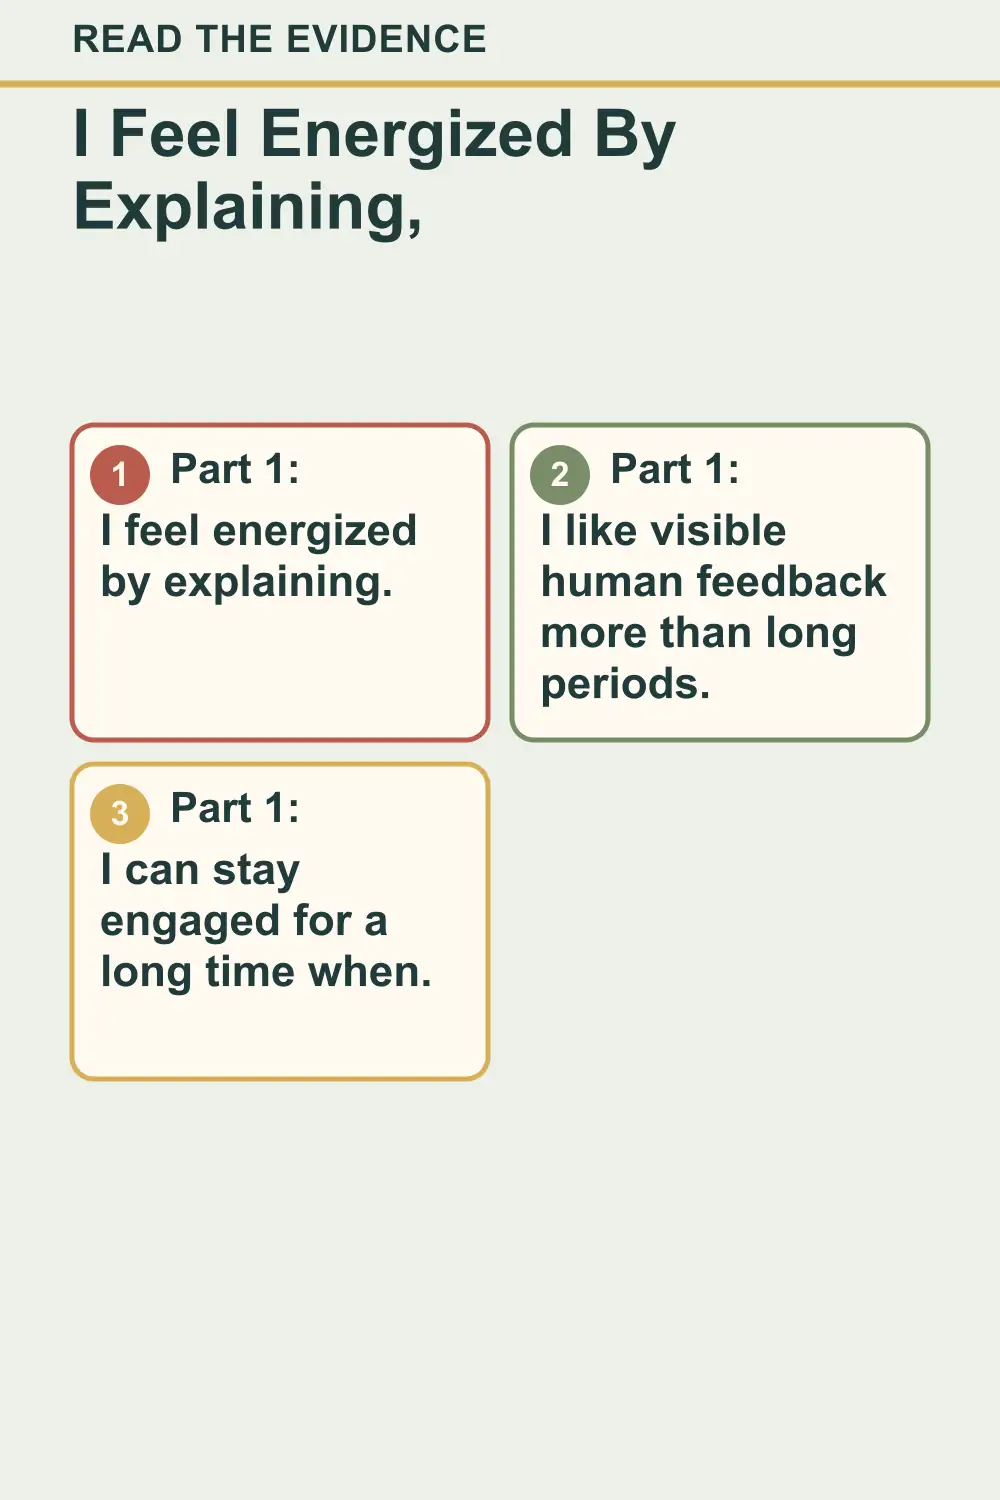 READ THE EVIDENCE
I Feel Energized By
Explaining,
1 Part 1:
I feel energized
by explaining.
2 Part 1:
I like visible
human feedback
more than long
periods.
3 Part 1:
I can stay
engaged for a
long time when.